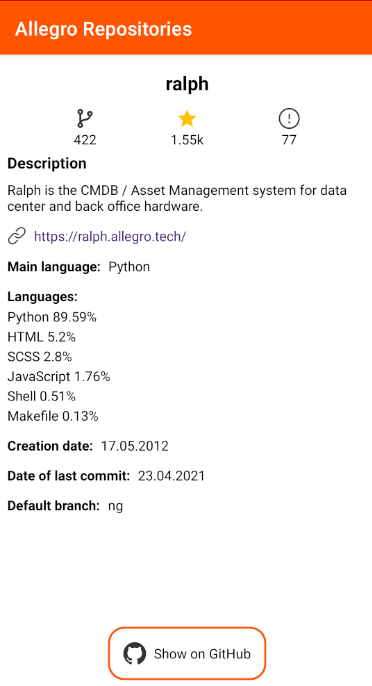 Allegro Repositories
ralph
422 1.55k 77
Description
Ralph is the CMDB / Asset Management system for data
center and back office hardware.
https://ralph.allegro.tech/
Main language: Python
Languages:
Python 89.59%
HTML 5.2%
SCSS 2.8%
JavaScript 1.76%
Shell 0.51%
Makefile 0.13%
Creation date: 17.05.2012
Date of last commit: 23.04.2021
Default branch: ng
Show on GitHub